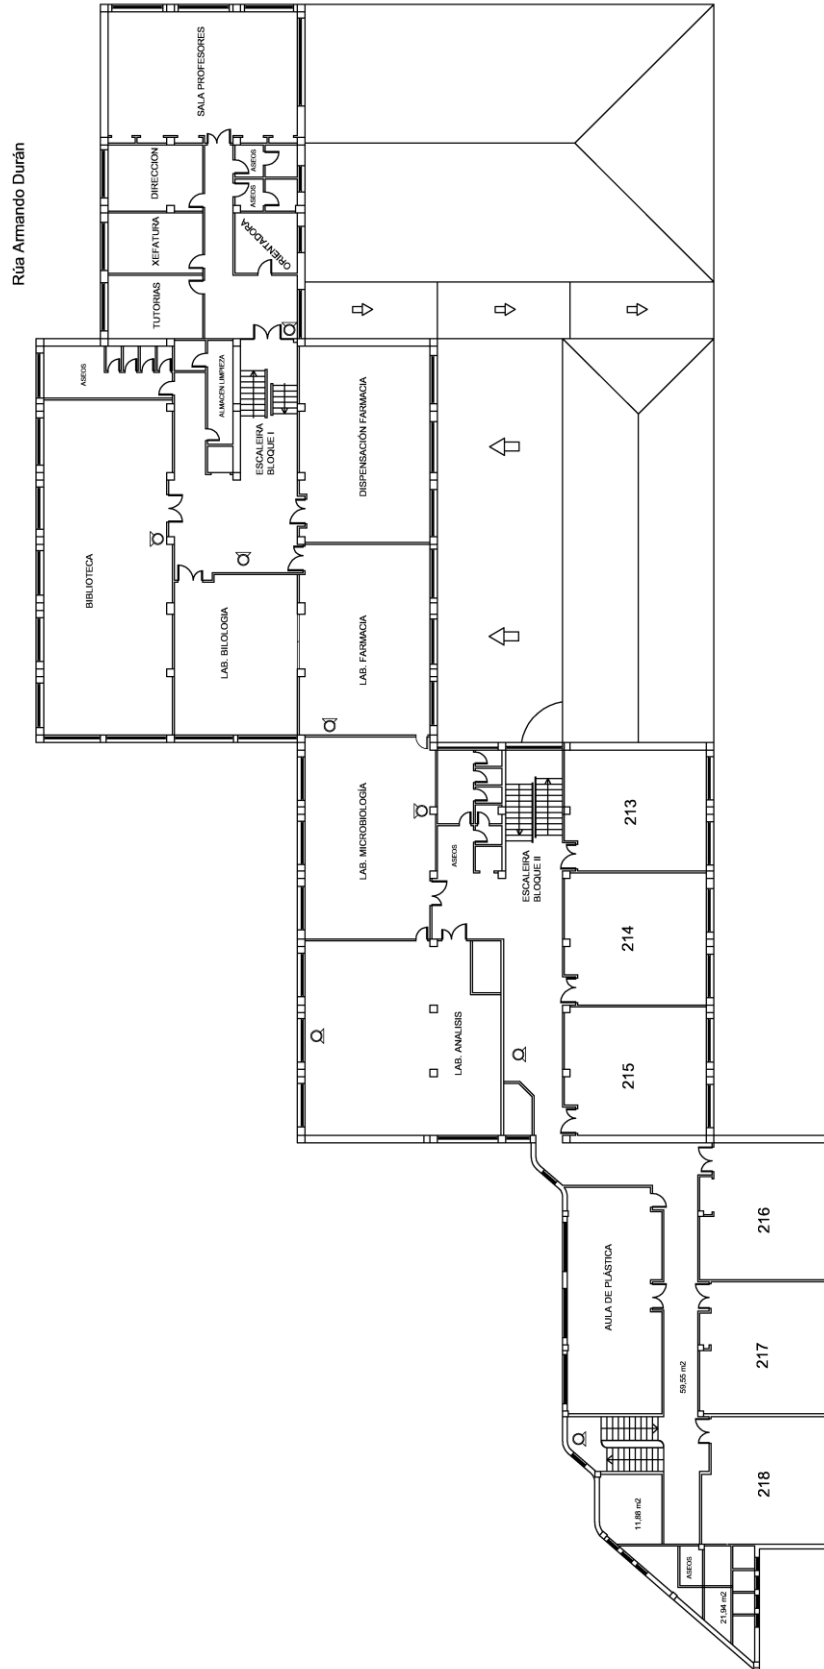 Rúa Armando Durán
SALA PROFESORES
DIRECCION
ASEOS
ASEOS
XEFATURA
ORIENTADORA
TUTORIAS
ASEOS
ALMACEN LIMPIEZA
ESCALEIRA
BLOQUE I
BIBLIOTECA
DISPENSACIÓN FARMACIA
LAB. BILOLOGIA
LAB. FARMACIA
LAB. MICROBIOLOGÍA
ASEOS
ESCALEIRA
BLOQUE II
213
214
LAB. ANALISIS
215
216
AULA DE PLÁSTICA
217
59,55 m2
218
11,88 m2
ASEOS
21,94 m2